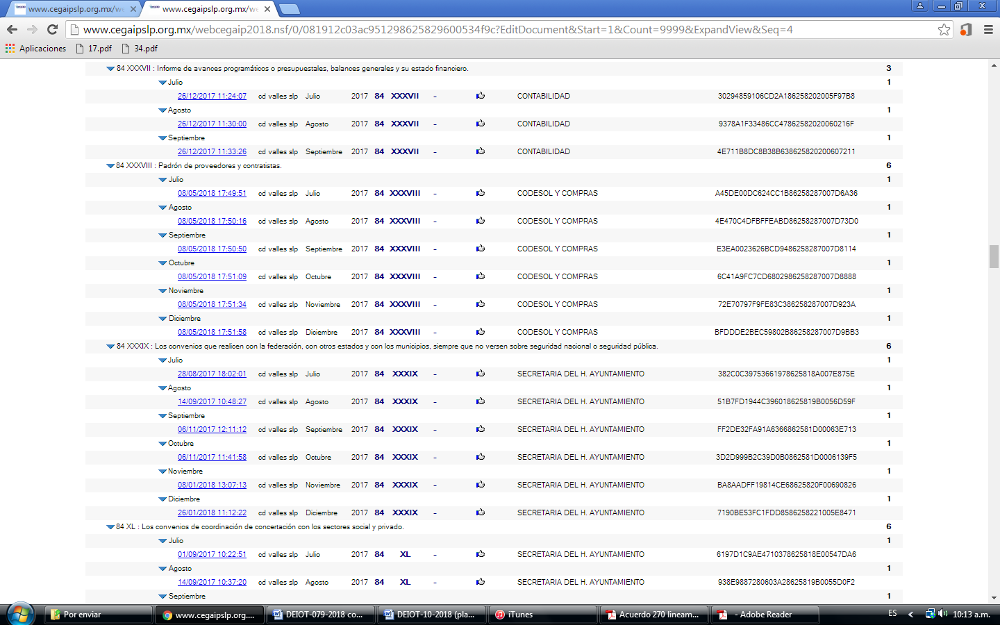 www.cegaipslp.org.mx/we
www.cegaipslp.org.mx/we
www.cegaipslp.org.mx/webcegaip2018.nsf/0/081912c03ac951298625829600534f9c?EditDocument&Start=1&Count=9999&ExpandView&Seq=4
Aplicaciones 17.pdf 34.pdf
84 XXXVII : Informe de avances programáticos o presupuestales, balances generales y su estado financiero. 3
Julio 1
26/12/2017 11:24:07 cd valles slp Julio 2017 84 XXXVII - CONTABILIDAD 30294859106CD2A186258202005F97B8
Agosto 1
26/12/2017 11:30:00 cd valles slp Agosto 2017 84 XXXVII - CONTABILIDAD 9378A1F33486CC47862582020060216F
Septiembre 1
26/12/2017 11:33:26 cd valles slp Septiembre 2017 84 XXXVII - CONTABILIDAD 4E711B8DC8B38B638625820200607211
84 XXXVIII : Padrón de proveedores y contratistas. 6
Julio 1
08/05/2018 17:49:51 cd valles slp Julio 2017 84 XXXVIII - CODESOL Y COMPRAS A45DE00DC624CC1B86258287007D6A36
Agosto 1
08/05/2018 17:50:16 cd valles slp Agosto 2017 84 XXXVIII - CODESOL Y COMPRAS 4E470C4DFBFFEABD86258287007D73D0
Septiembre 1
08/05/2018 17:50:50 cd valles slp Septiembre 2017 84 XXXVIII - CODESOL Y COMPRAS E3EA0023626BCD9486258287007D8114
Octubre 1
08/05/2018 17:51:09 cd valles slp Octubre 2017 84 XXXVIII - CODESOL Y COMPRAS 6C41A9FC7CD6802986258287007D8888
Noviembre 1
08/05/2018 17:51:34 cd valles slp Noviembre 2017 84 XXXVIII - CODESOL Y COMPRAS 72E70797F9FE83C386258287007D923A
Diciembre 1
08/05/2018 17:51:58 cd valles slp Diciembre 2017 84 XXXVIII - CODESOL Y COMPRAS BFDDDE2BEC59802B86258287007D9BB3
84 XXXIX : Los convenios que realicen con la federación, con otros estados y con los municipios, siempre que no versen sobre seguridad nacional o seguridad pública. 6
Julio 1
28/08/2017 18:02:01 cd valles slp Julio 2017 84 XXXIX - SECRETARIA DEL H. AYUNTAMIENTO 382C0C39753661978625818A007E875E
Agosto 1
14/09/2017 10:48:27 cd valles slp Agosto 2017 84 XXXIX - SECRETARIA DEL H. AYUNTAMIENTO 51B7FD1944C396018625819B0056D59F
Septiembre 1
06/11/2017 12:11:12 cd valles slp Septiembre 2017 84 XXXIX - SECRETARIA DEL H. AYUNTAMIENTO FF2DE32FA91A6366862581D00063E713
Octubre 1
06/11/2017 11:41:58 cd valles slp Octubre 2017 84 XXXIX - SECRETARIA DEL H. AYUNTAMIENTO 3D2D999B2C39D0B0862581D0006139F5
Noviembre 1
08/01/2018 13:07:13 cd valles slp Noviembre 2017 84 XXXIX - SECRETARIA DEL H. AYUNTAMIENTO BA8AADFF19814CE68625820F00690826
Diciembre 1
26/01/2018 11:12:22 cd valles slp Diciembre 2017 84 XXXIX - SECRETARIA DEL H. AYUNTAMIENTO 7190BE53FC1FDD8586258221005E8471
84 XL : Los convenios de coordinación de concertación con los sectores social y privado. 6
Julio 1
01/09/2017 10:22:51 cd valles slp Julio 2017 84 XL - SECRETARIA DEL H. AYUNTAMIENTO 6197D1C9AE4710378625818E00547DA6
Agosto 1
14/09/2017 10:37:20 cd valles slp Agosto 2017 84 XL - SECRETARIA DEL H. AYUNTAMIENTO 938E9887280603A28625819B0055D0F2
Septiembre 1
Por enviar www.cegaipslp.org.... DEIOT-079-2018 co... DEIOT-10-2018 (pla... iTunes Acuerdo 270 lineam... - Adobe Reader ES 10:13 a.m.